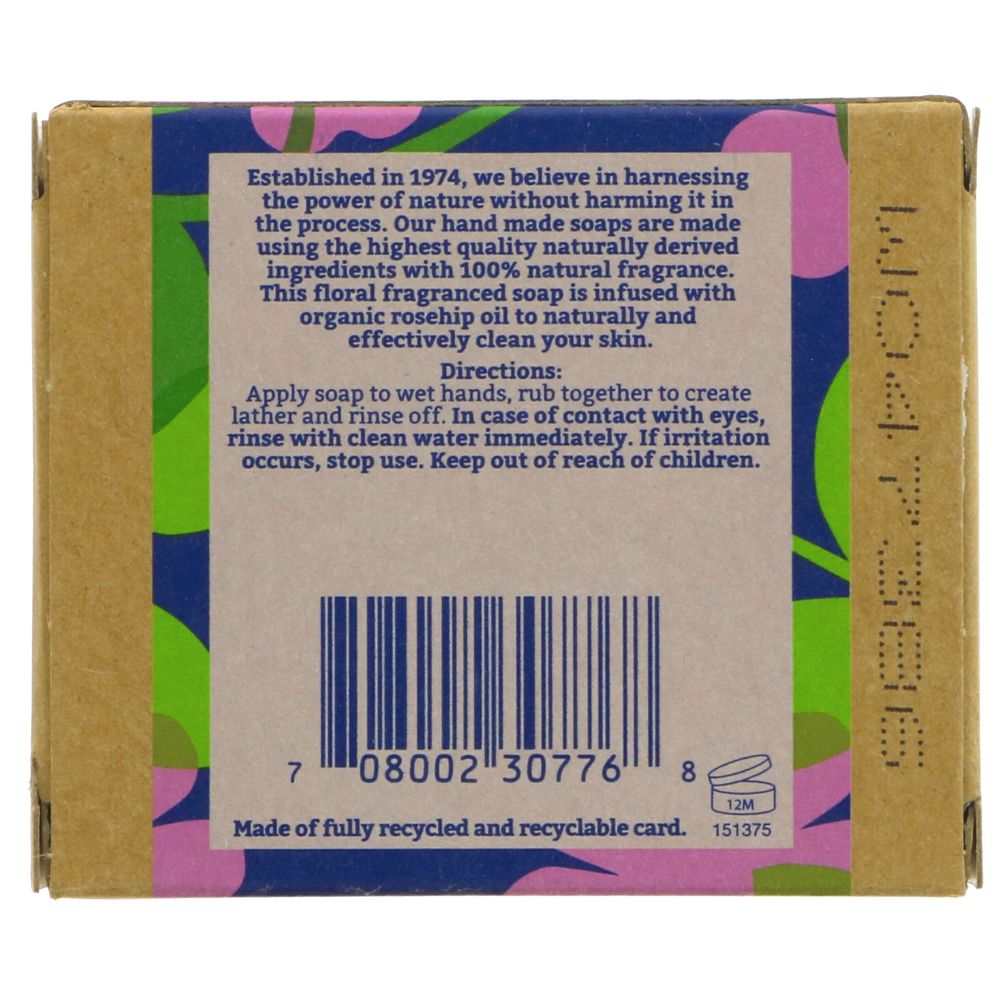 Established in 1974, we believe in harnessing
the power of nature without harming it in
the process. Our hand made soaps are made
using the highest quality naturally derived
ingredients with 100% natural fragrance.
This floral fragranced soap is infused with
organic rosehip oil to naturally and
effectively clean your skin.
Directions:
Apply soap to wet hands, rub together to create
lather and rinse off. In case of contact with eyes,
rinse with clean water immediately. If irritation
occurs, stop use. Keep out of reach of children.
7 08002 30776 8
12M
Made of fully recycled and recyclable card.
151375